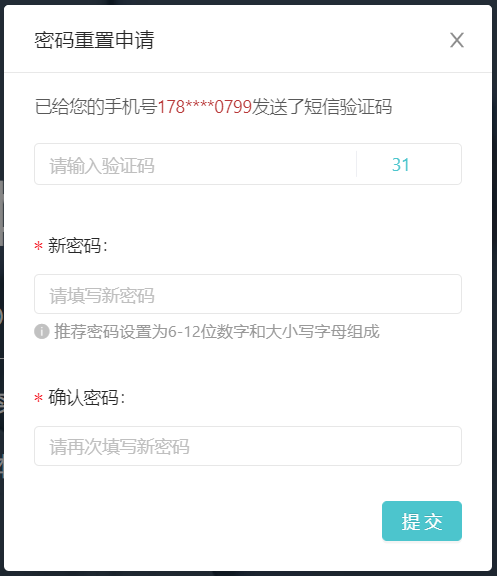 密码重置申请
已给您的手机号178****0799发送了短信验证码
请输入验证码 31
* 新密码：
请填写新密码
推荐密码设置为6-12位数字和大小写字母组成
* 确认密码：
请再次填写新密码
提 交